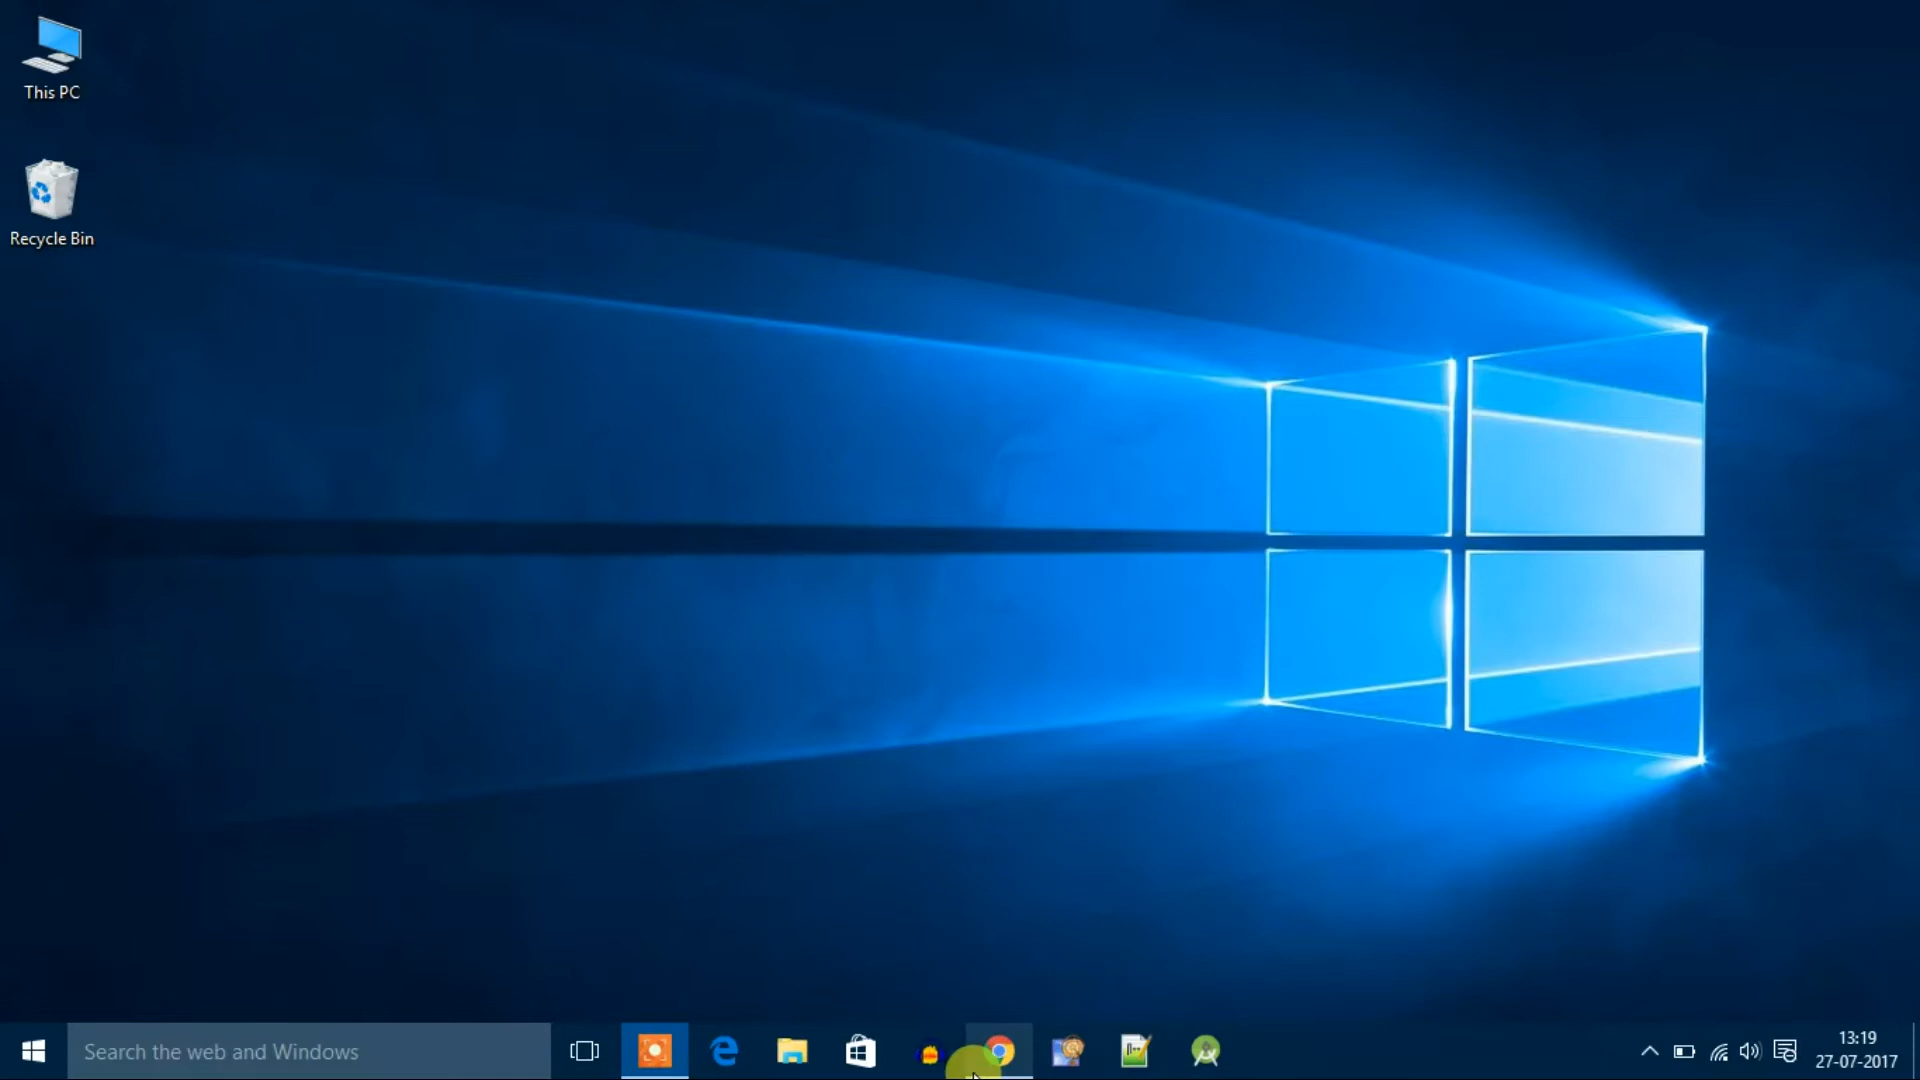 This PC
Recycle Bin
Search the web and Windows
13:19
27-07-2017